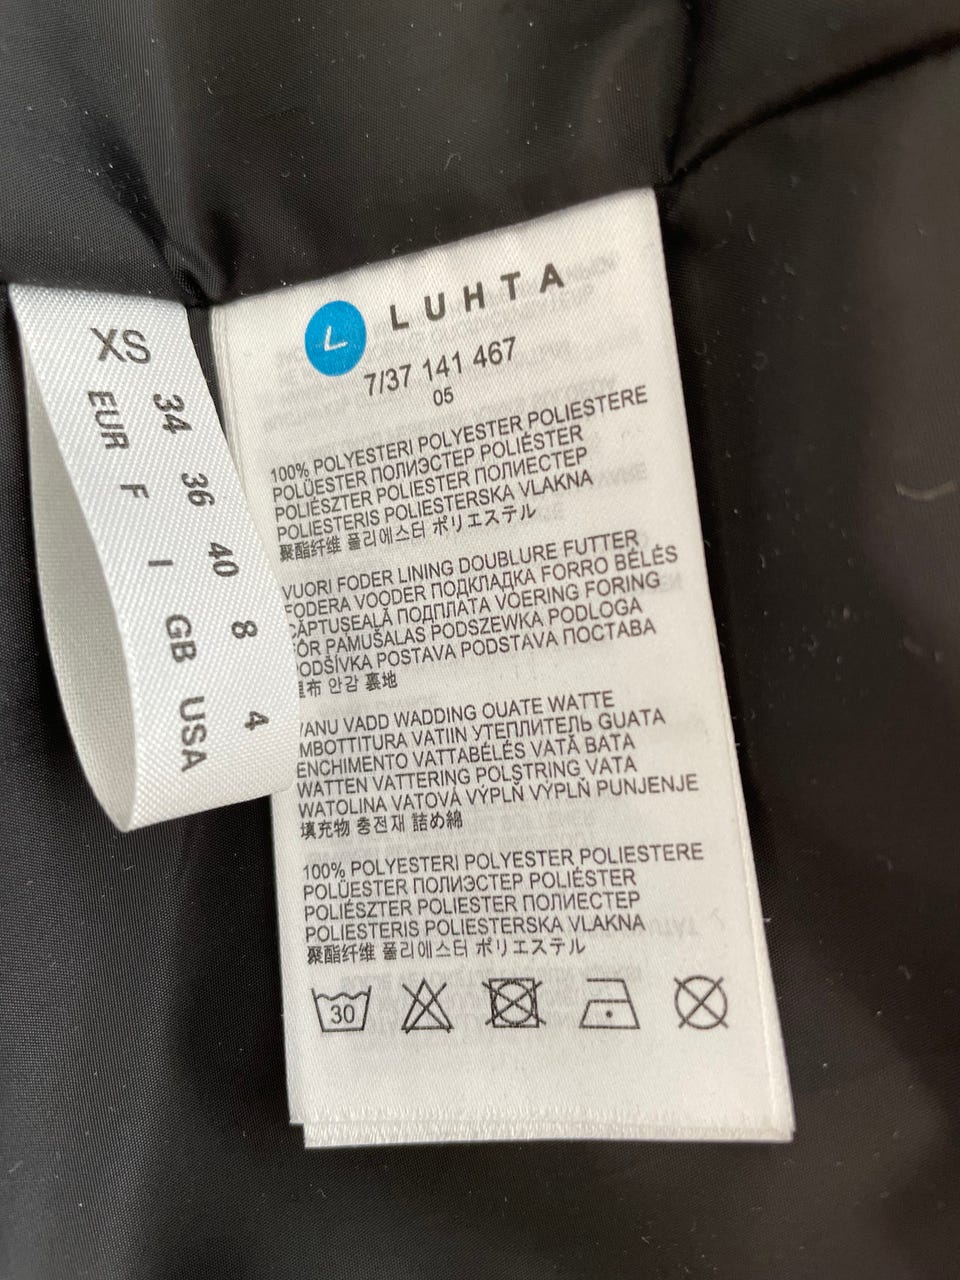 XS
EUR 34
F 36
I 40
GB 8
USA 4
L LUHTA
7/37 141 467
05
100% POLYESTERI POLYESTER POLIESTERE
POLÜESTER ПОЛИЭСТЕР POLIÉSTER
POLIÉSZTER POLIESTER ПОЛИЕСТЕР
POLIESTERIS POLIESTERSKA VLAKNA
聚酯纤维 폴리에스터 ポリエステル
VUORI FODER LINING DOUBLURE FUTTER
FODERA VOODER ПОДКЛАДКА FORRO BÉLÉS
CĂPTUSEALĂ ПОДПЛАТА VOERING FORING
FÓR PAMUŠALAS PODSZEWKA PODLOGA
PODŠÍVKA POSTAVA PODSTAVA ПОСТАВА
里布 안감 裏地
VANU VADD WADDING OUATE WATTE
IMBOTTITURA VATIIN УТЕПЛИТЕЛЬ GUATA
ENCHIMENTO VATTABÉLÉS VATĂ BATA
WATTEN VATTERING POLSTRING VATA
WATOLINA VATOVÁ VÝPLŇ VÝPLŇ PUNJENJE
填充物 충전재 詰め綿
100% POLYESTERI POLYESTER POLIESTERE
POLÜESTER ПОЛИЭСТЕР POLIÉSTER
POLIÉSZTER POLIESTER ПОЛИЕСТЕР
POLIESTERIS POLIESTERSKA VLAKNA
聚酯纤维 폴리에스터 ポリエステル
30